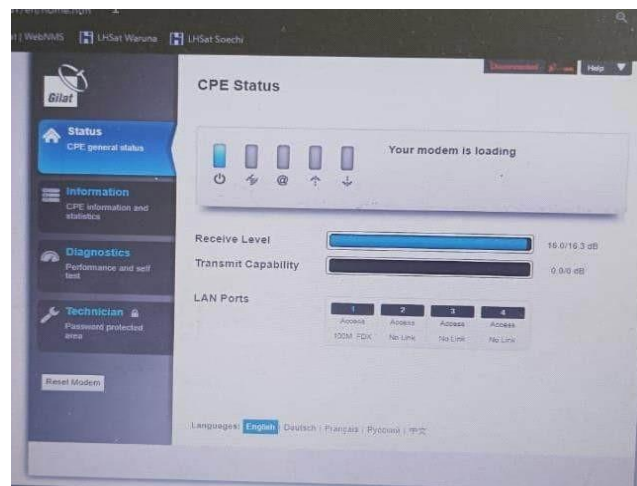 WebNMS LHSat Waruna LHSat Soechi
Disconnected Help
Gilat
CPE Status
Status
CPE general status
Your modem is loading
@
Information
CPE information and
statistics
Diagnostics
Performance and self
test
Receive Level 16.0/16.3 dB
Transmit Capability 0.0/0 dB
Technician
Password protected
area
LAN Ports
1 2 3 4
Access Access Access Access
100M FDX No Link No Link No Link
Reset Modem
Languages: English | Deutsch | Français | Русский | 中文